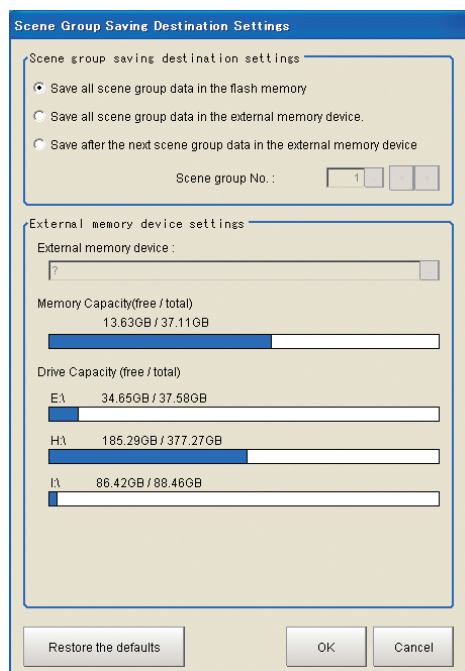 Scene Group Saving Destination Settings
Scene group saving destination settings
Save all scene group data in the flash memory
Save all scene group data in the external memory device.
Save after the next scene group data in the external memory device
Scene group No. : 1
External memory device settings
External memory device :
?
Memory Capacity(free / total)
13.63GB / 37.11GB
Drive Capacity (free / total)
E:\ 34.65GB / 37.58GB
H:\ 185.29GB / 377.27GB
I:\ 86.42GB / 88.46GB
Restore the defaults OK Cancel